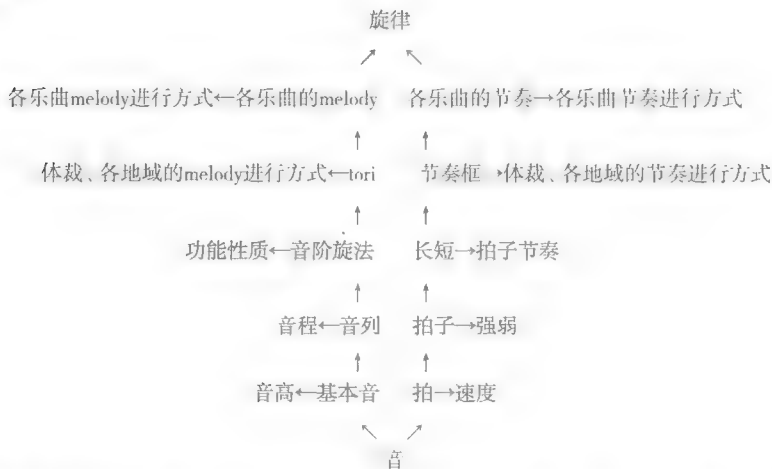 旋律
↗ ↖
各乐曲melody进行方式←各乐曲的melody 各乐曲的节奏→各乐曲节奏进行方式
↑ ↑
体裁、各地域的melody进行方式←tori 节奏框→体裁、各地域的节奏进行方式
↑ ↑
功能性质←音阶旋法 长短→拍子节奏
↑ ↑
音程←音列 拍子→强弱
↑ ↑
音高←基本音 拍→速度
↖ ↗
音